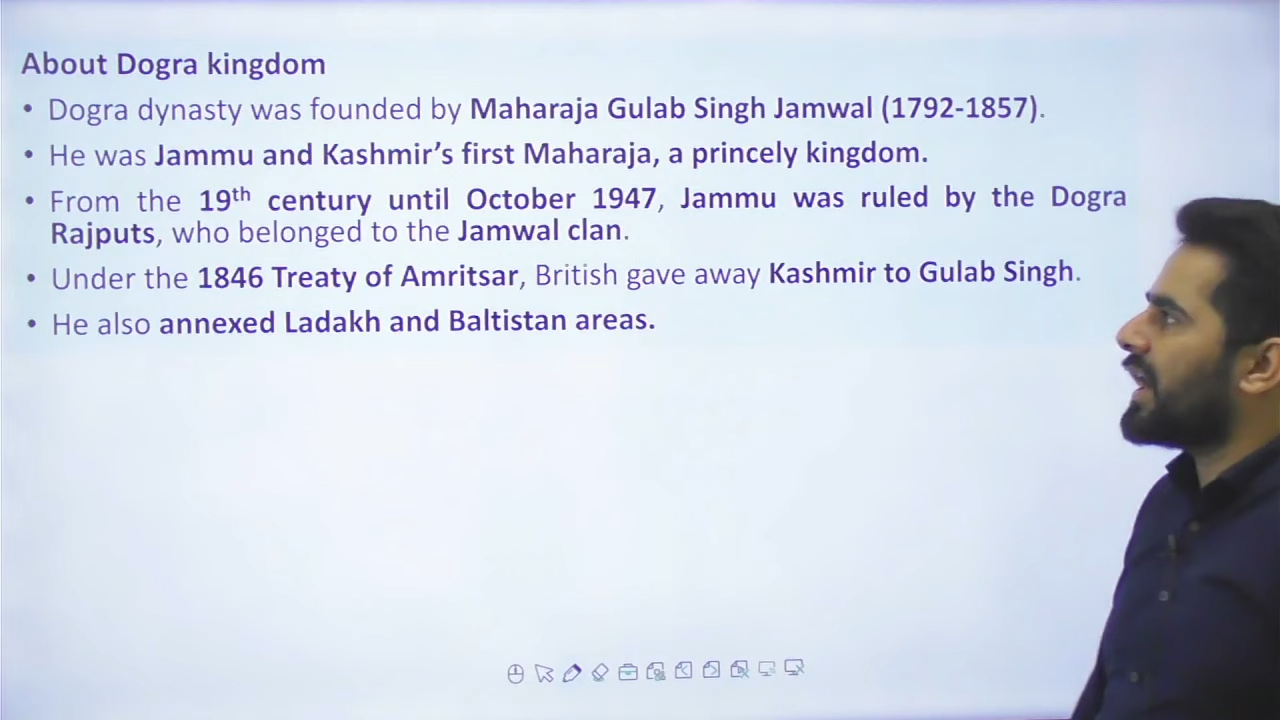 About Dogra kingdom
• Dogra dynasty was founded by Maharaja Gulab Singh Jamwal (1792-1857).
• He was Jammu and Kashmir’s first Maharaja, a princely kingdom.
• From the 19th century until October 1947, Jammu was ruled by the Dogra
Rajputs, who belonged to the Jamwal clan.
• Under the 1846 Treaty of Amritsar, British gave away Kashmir to Gulab Singh.
• He also annexed Ladakh and Baltistan areas.